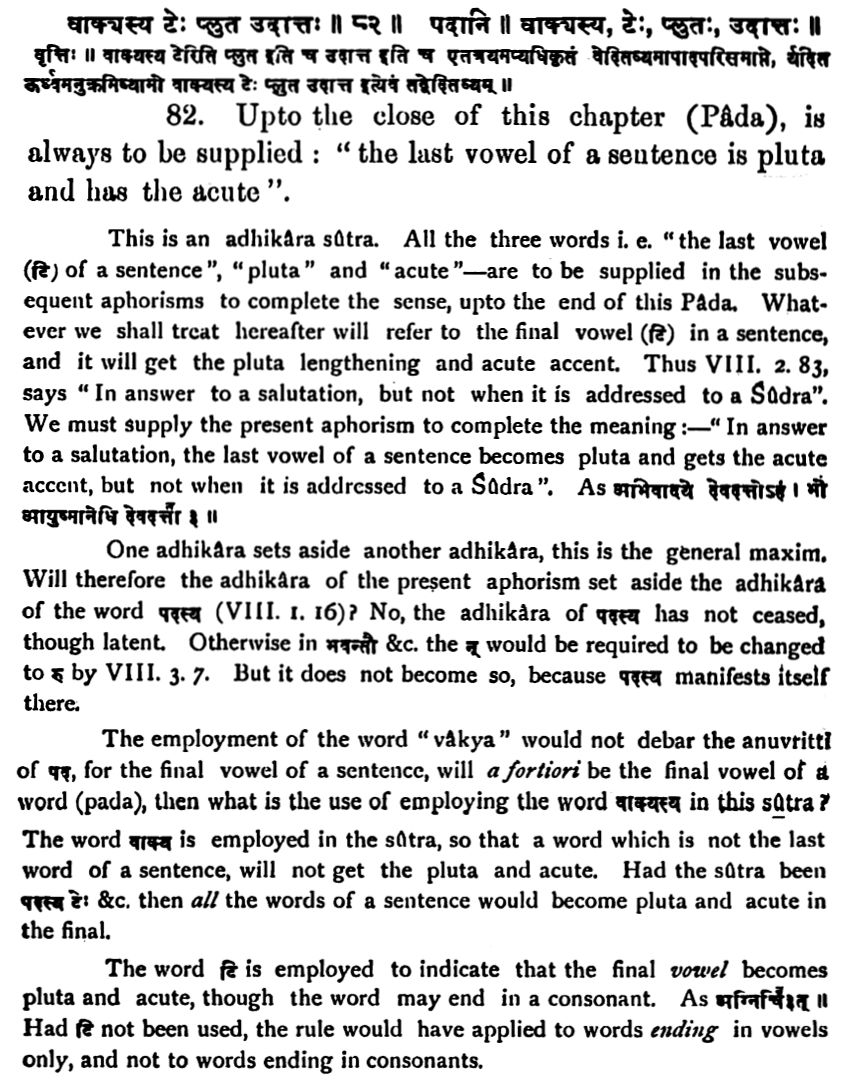 वाक्यस्य टेः प्लुत उदात्तः ॥ ८२ ॥ पदानि ॥ वाक्यस्य, टेः, प्लुतः, उदात्तः ॥
वृत्तिः ॥ वाक्यस्य टेरिति प्लुत इति च उदात्त इति च एतत्रयमप्यधिकृतं वेदितव्यमापादपरिसमाप्ते, र्यदित
ऊर्ध्वमनुक्रमिष्यामो वाक्यस्य टेः प्लुत उदात्त इत्येवं तद्वेदितव्यम् ॥
82. Upto the close of this chapter (Pâda), is
always to be supplied : “ the last vowel of a sentence is pluta
and has the acute ”.
This is an adhikâra sûtra. All the three words i. e. “ the last vowel
(टि) of a sentence ”, “ pluta ” and “ acute ”—are to be supplied in the subs-
equent aphorisms to complete the sense, upto the end of this Pâda. What-
ever we shall treat hereafter will refer to the final vowel (टि) in a sentence,
and it will get the pluta lengthening and acute accent. Thus VIII. 2. 83,
says “ In answer to a salutation, but not when it is addressed to a Śûdra”.
We must supply the present aphorism to complete the meaning :—“ In answer
to a salutation, the last vowel of a sentence becomes pluta and gets the acute
accent, but not when it is addressed to a Śûdra ”. As अभिवादये देवदत्तोऽहं । भो
आयुष्मानेधि देवदत्ता३ ॥
One adhikâra sets aside another adhikâra, this is the general maxim.
Will therefore the adhikâra of the present aphorism set aside the adhikârâ
of the word पदस्य (VIII. 1. 16)? No, the adhikâra of पदस्य has not ceased,
though latent. Otherwise in भवन्तौ &c. the न् would be required to be changed
to रु by VIII. 3. 7. But it does not become so, because पदस्य manifests itself
there.
The employment of the word “ vâkya ” would not debar the anuvritti
of पद, for the final vowel of a sentence, will a fortiori be the final vowel of a
word (pada), then what is the use of employing the word वाक्यस्य in this sûtra ?
The word वाक्य is employed in the sûtra, so that a word which is not the last
word of a sentence, will not get the pluta and acute. Had the sûtra been
पदस्य टेः &c. then all the words of a sentence would become pluta and acute in
the final.
The word टि is employed to indicate that the final vowel becomes
pluta and acute, though the word may end in a consonant. As अग्निचि३त् ॥
Had टि not been used, the rule would have applied to words ending in vowels
only, and not to words ending in consonants.